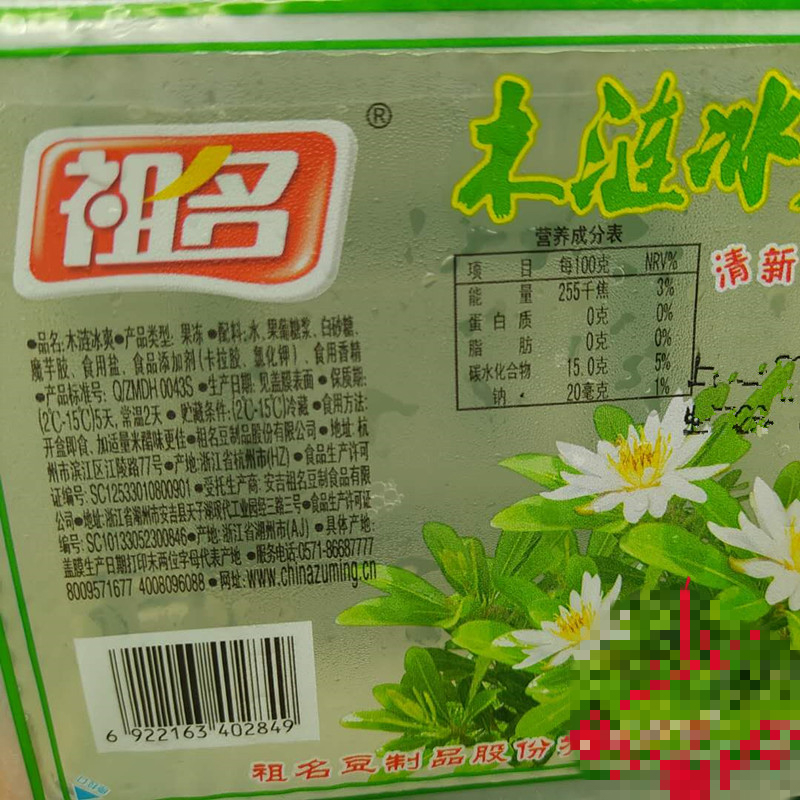 ®
祖名
木涟冰
清新
营养成分表
项 目 每100克 NRV%
能 量 255千焦 3%
蛋白质 0克 0%
脂 肪 0克 0%
碳水化合物 15.0克 5%
钠 20毫克 1%
●品名:木涟冰爽●产品类型: 果冻 ●配料:水、果葡糖浆、白砂糖、
魔芋胶、食用盐、食品添加剂(卡拉胶、氯化钾)、食用香精
●产品标准号: Q/ZMDH 0043S ●生产日期: 见盖膜表面 ●保质期:
(2℃-15℃)5天, 常温2天 ●贮藏条件:(2℃-15℃)冷藏 ●食用方法:
开盒即食、加适量米醋味更佳 ●祖名豆制品股份有限公司 ●地址: 杭
州市滨江区江陵路77号 ●产地:浙江省杭州市(HZ) ●食品生产许可
证编号: SC12533010800901 ●受托生产商: 安吉祖名豆制食品有限
公司 ●地址:浙江省湖州市安吉县天子湖现代工业园经三路三号 ●食品生产许可证
编号: SC10133052300846 ●产地:浙江省湖州市(AJ) ●具体产地:
盖膜生产日期打印末两位字母代表产地 ●服务电话:0571-86687777
8009571677 4008096088 ●网址:www.chinazuming.cn
6 922163 402849
祖名豆制品股份